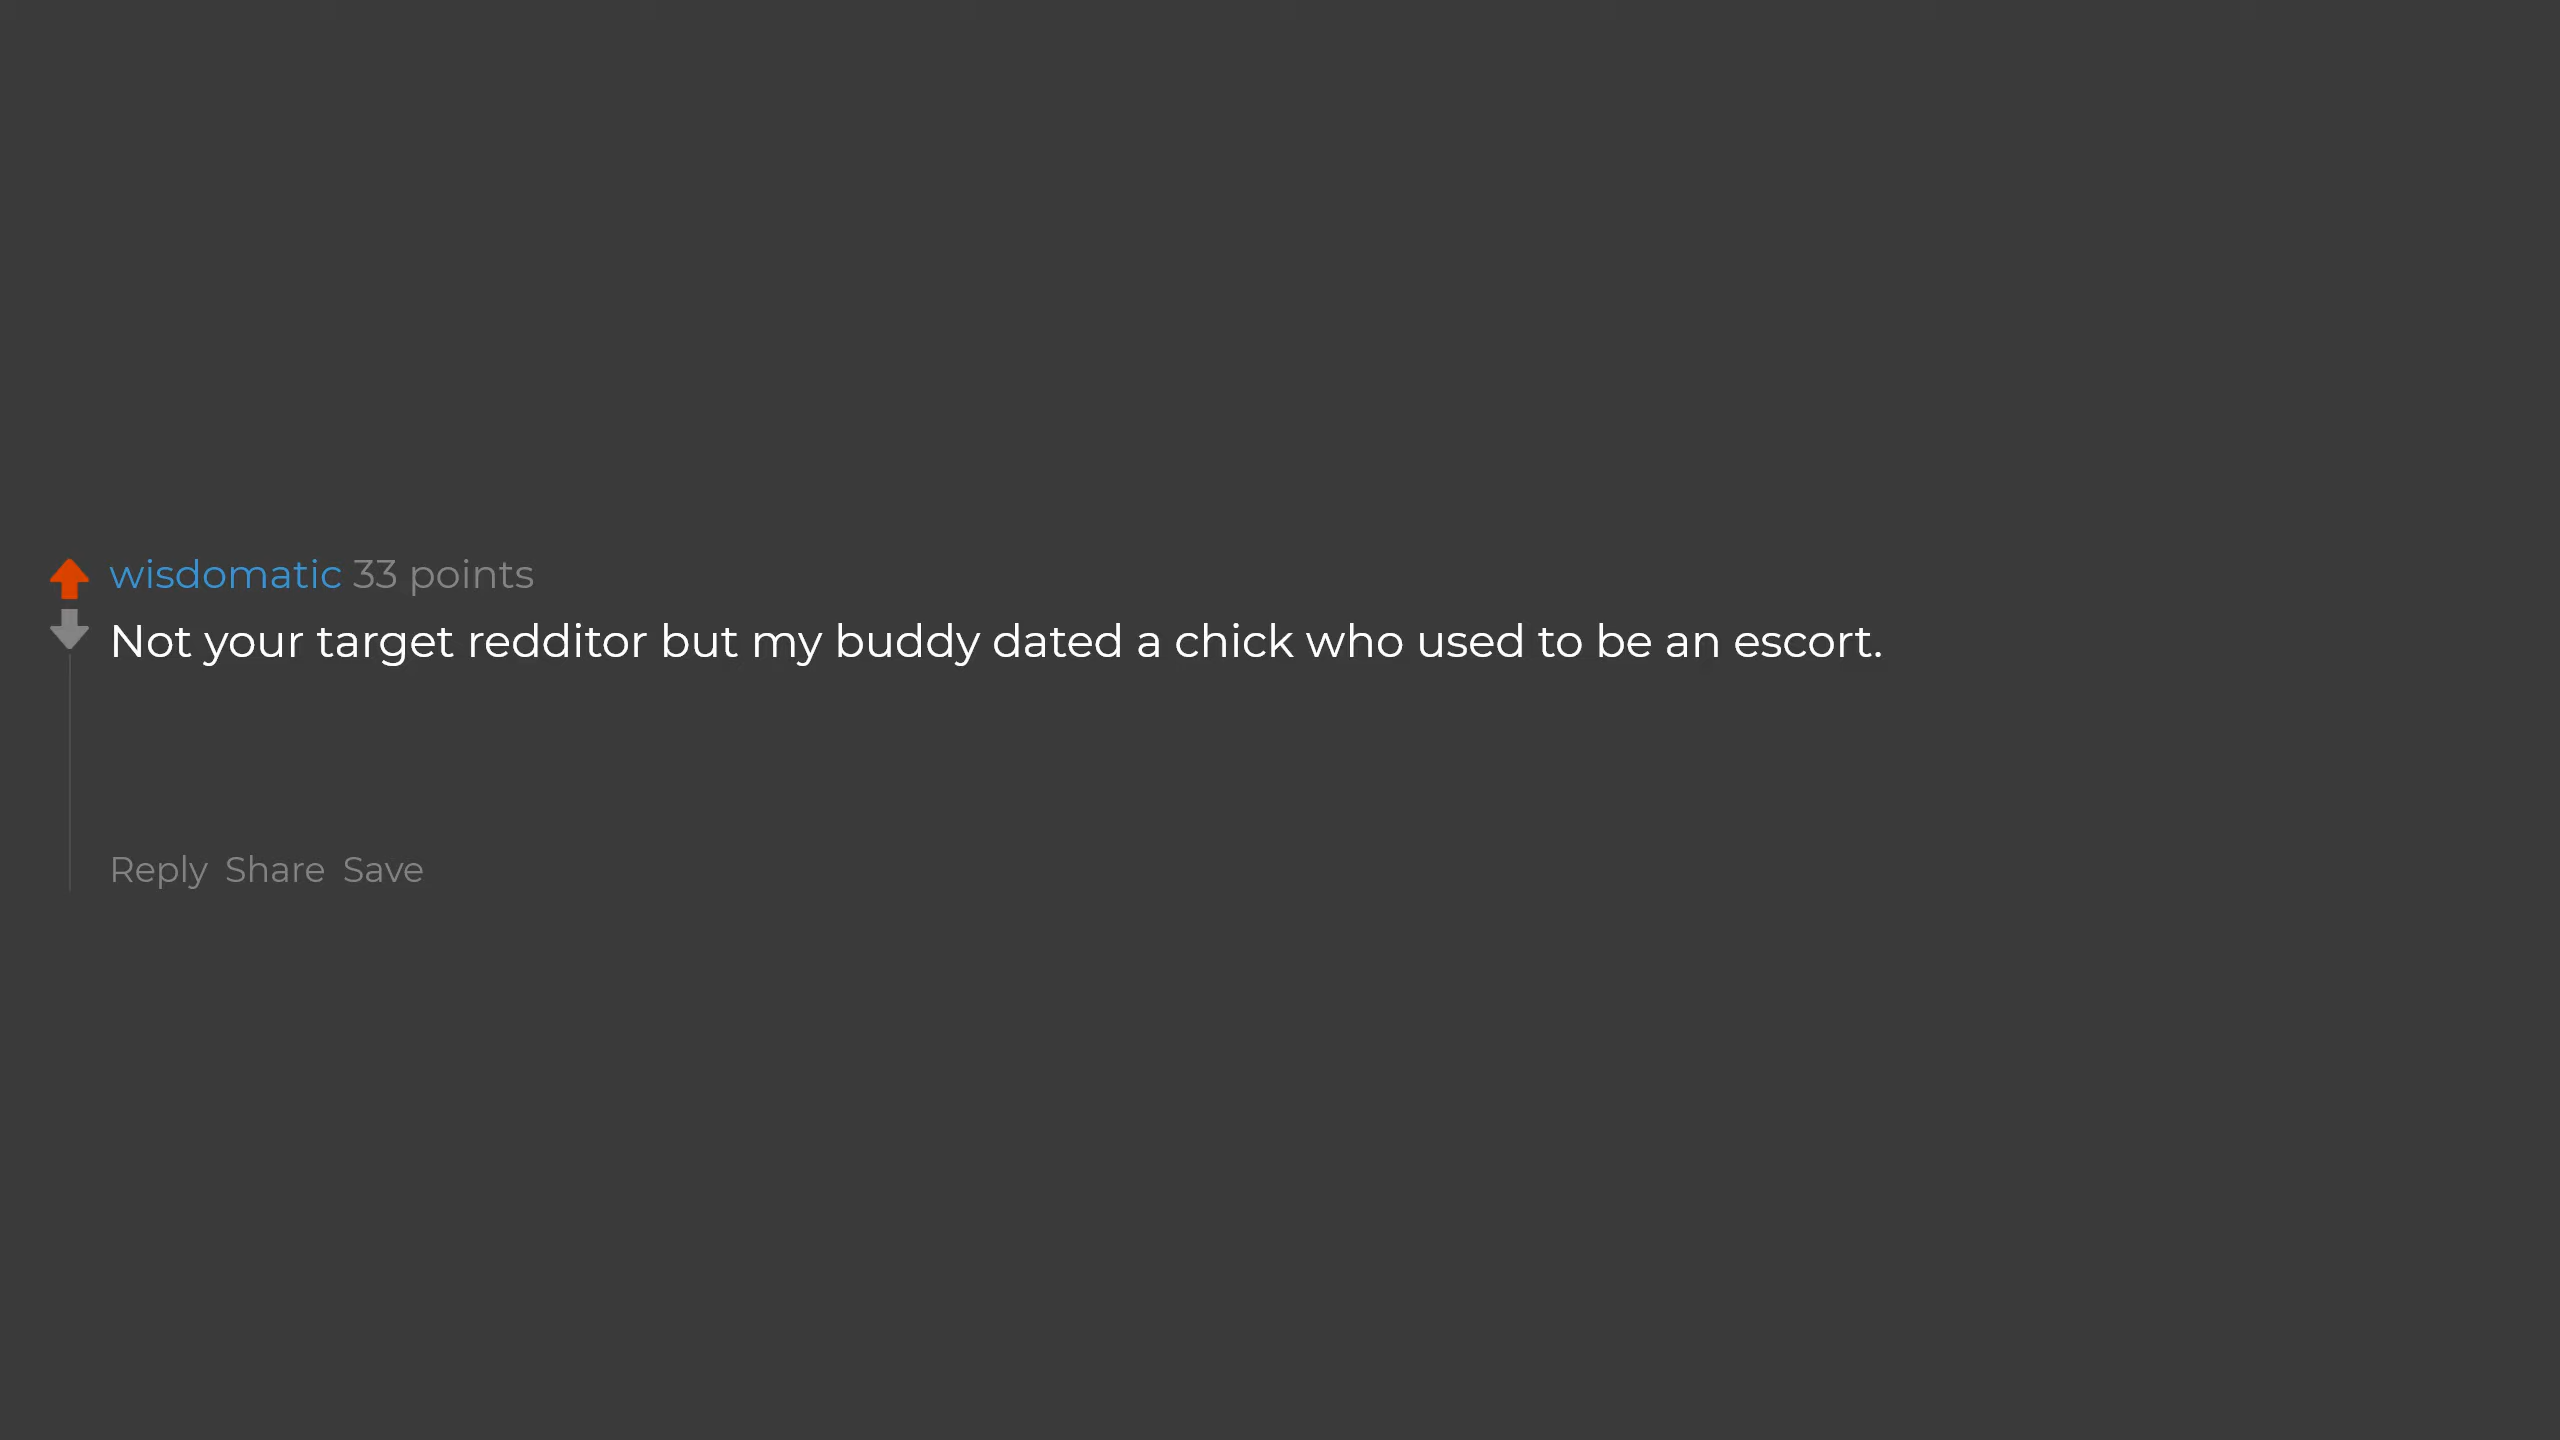 wisdomatic 33 points
Not your target redditor but my buddy dated a chick who used to be an escort.
Reply Share Save